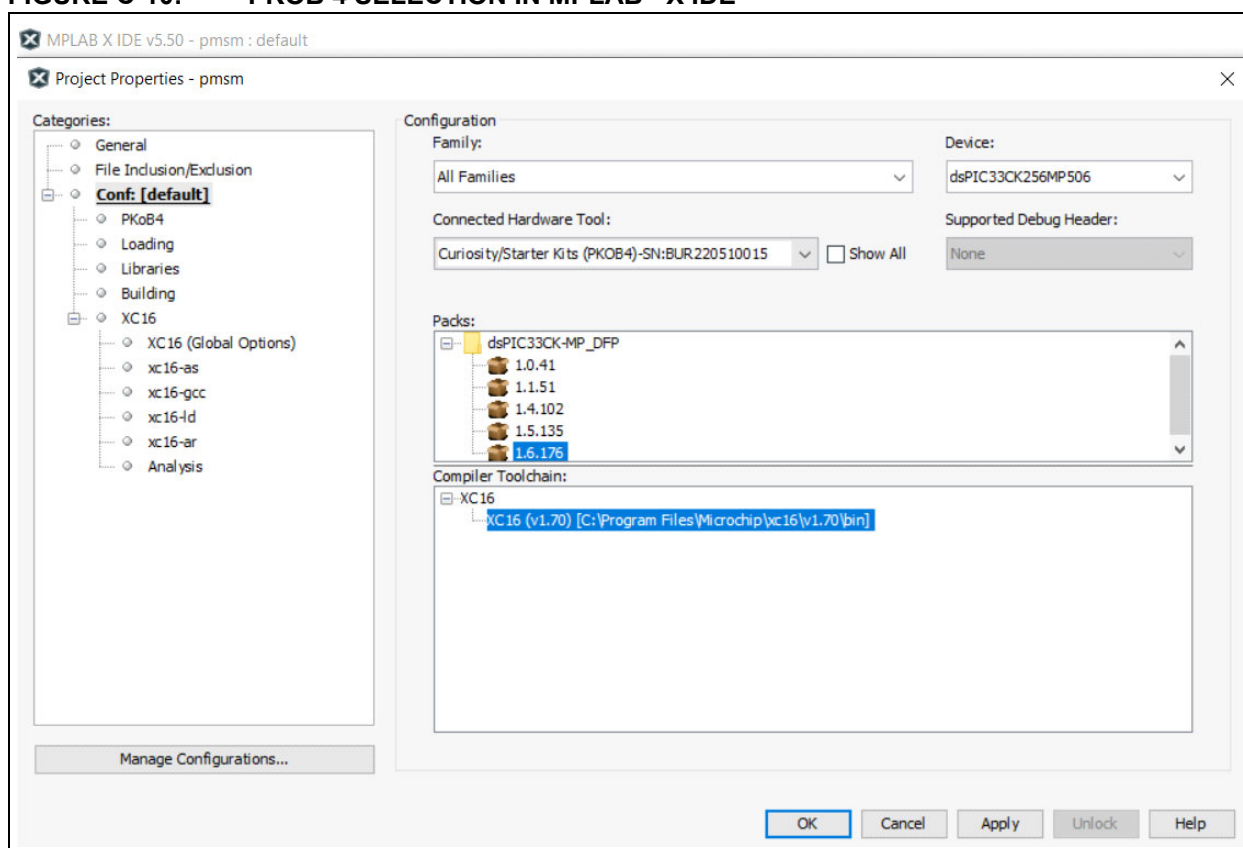 MPLAB X IDE v5.50 - pmsm : default
Project Properties - pmsm
Categories:
General
File Inclusion/Exclusion
Conf: [default]
PKoB4
Loading
Libraries
Building
XC16
XC16 (Global Options)
xc16-as
xc16-gcc
xc16-ld
xc16-ar
Analysis
Manage Configurations...
Configuration
Family:
All Families
Device:
dsPIC33CK256MP506
Connected Hardware Tool:
Curiosity/Starter Kits (PKOB4)-SN:BUR220510015
Show All
Supported Debug Header:
None
Packs:
dsPIC33CK-MP_DFP
1.0.41
1.1.51
1.4.102
1.5.135
1.6.176
Compiler Toolchain:
XC16
XC16 (v1.70) [C:\Program Files\Microchip\xc16\v1.70\bin]
OK Cancel Apply Unlock Help